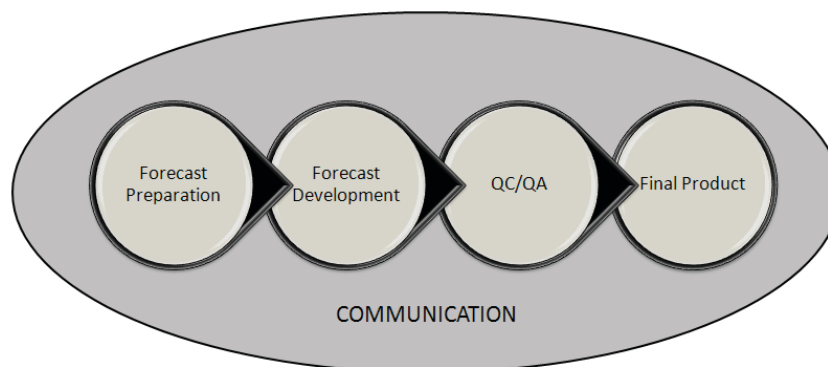 Forecast
Preparation
Forecast
Development
QC/QA
Final Product
COMMUNICATION